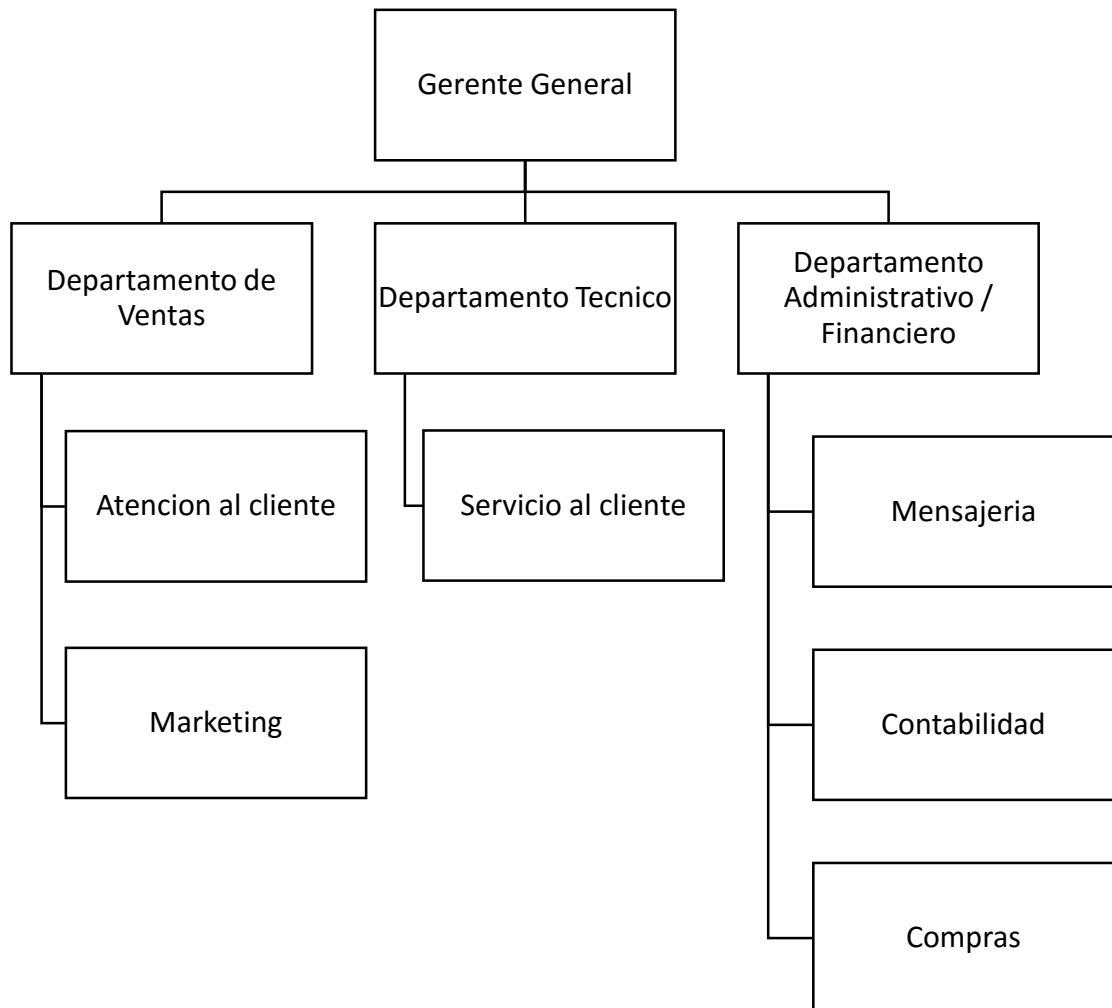 Gerente General
Departamento de
Ventas
Departamento Tecnico
Departamento
Administrativo /
Financiero
Atencion al cliente
Servicio al cliente
Mensajeria
Marketing
Contabilidad
Compras